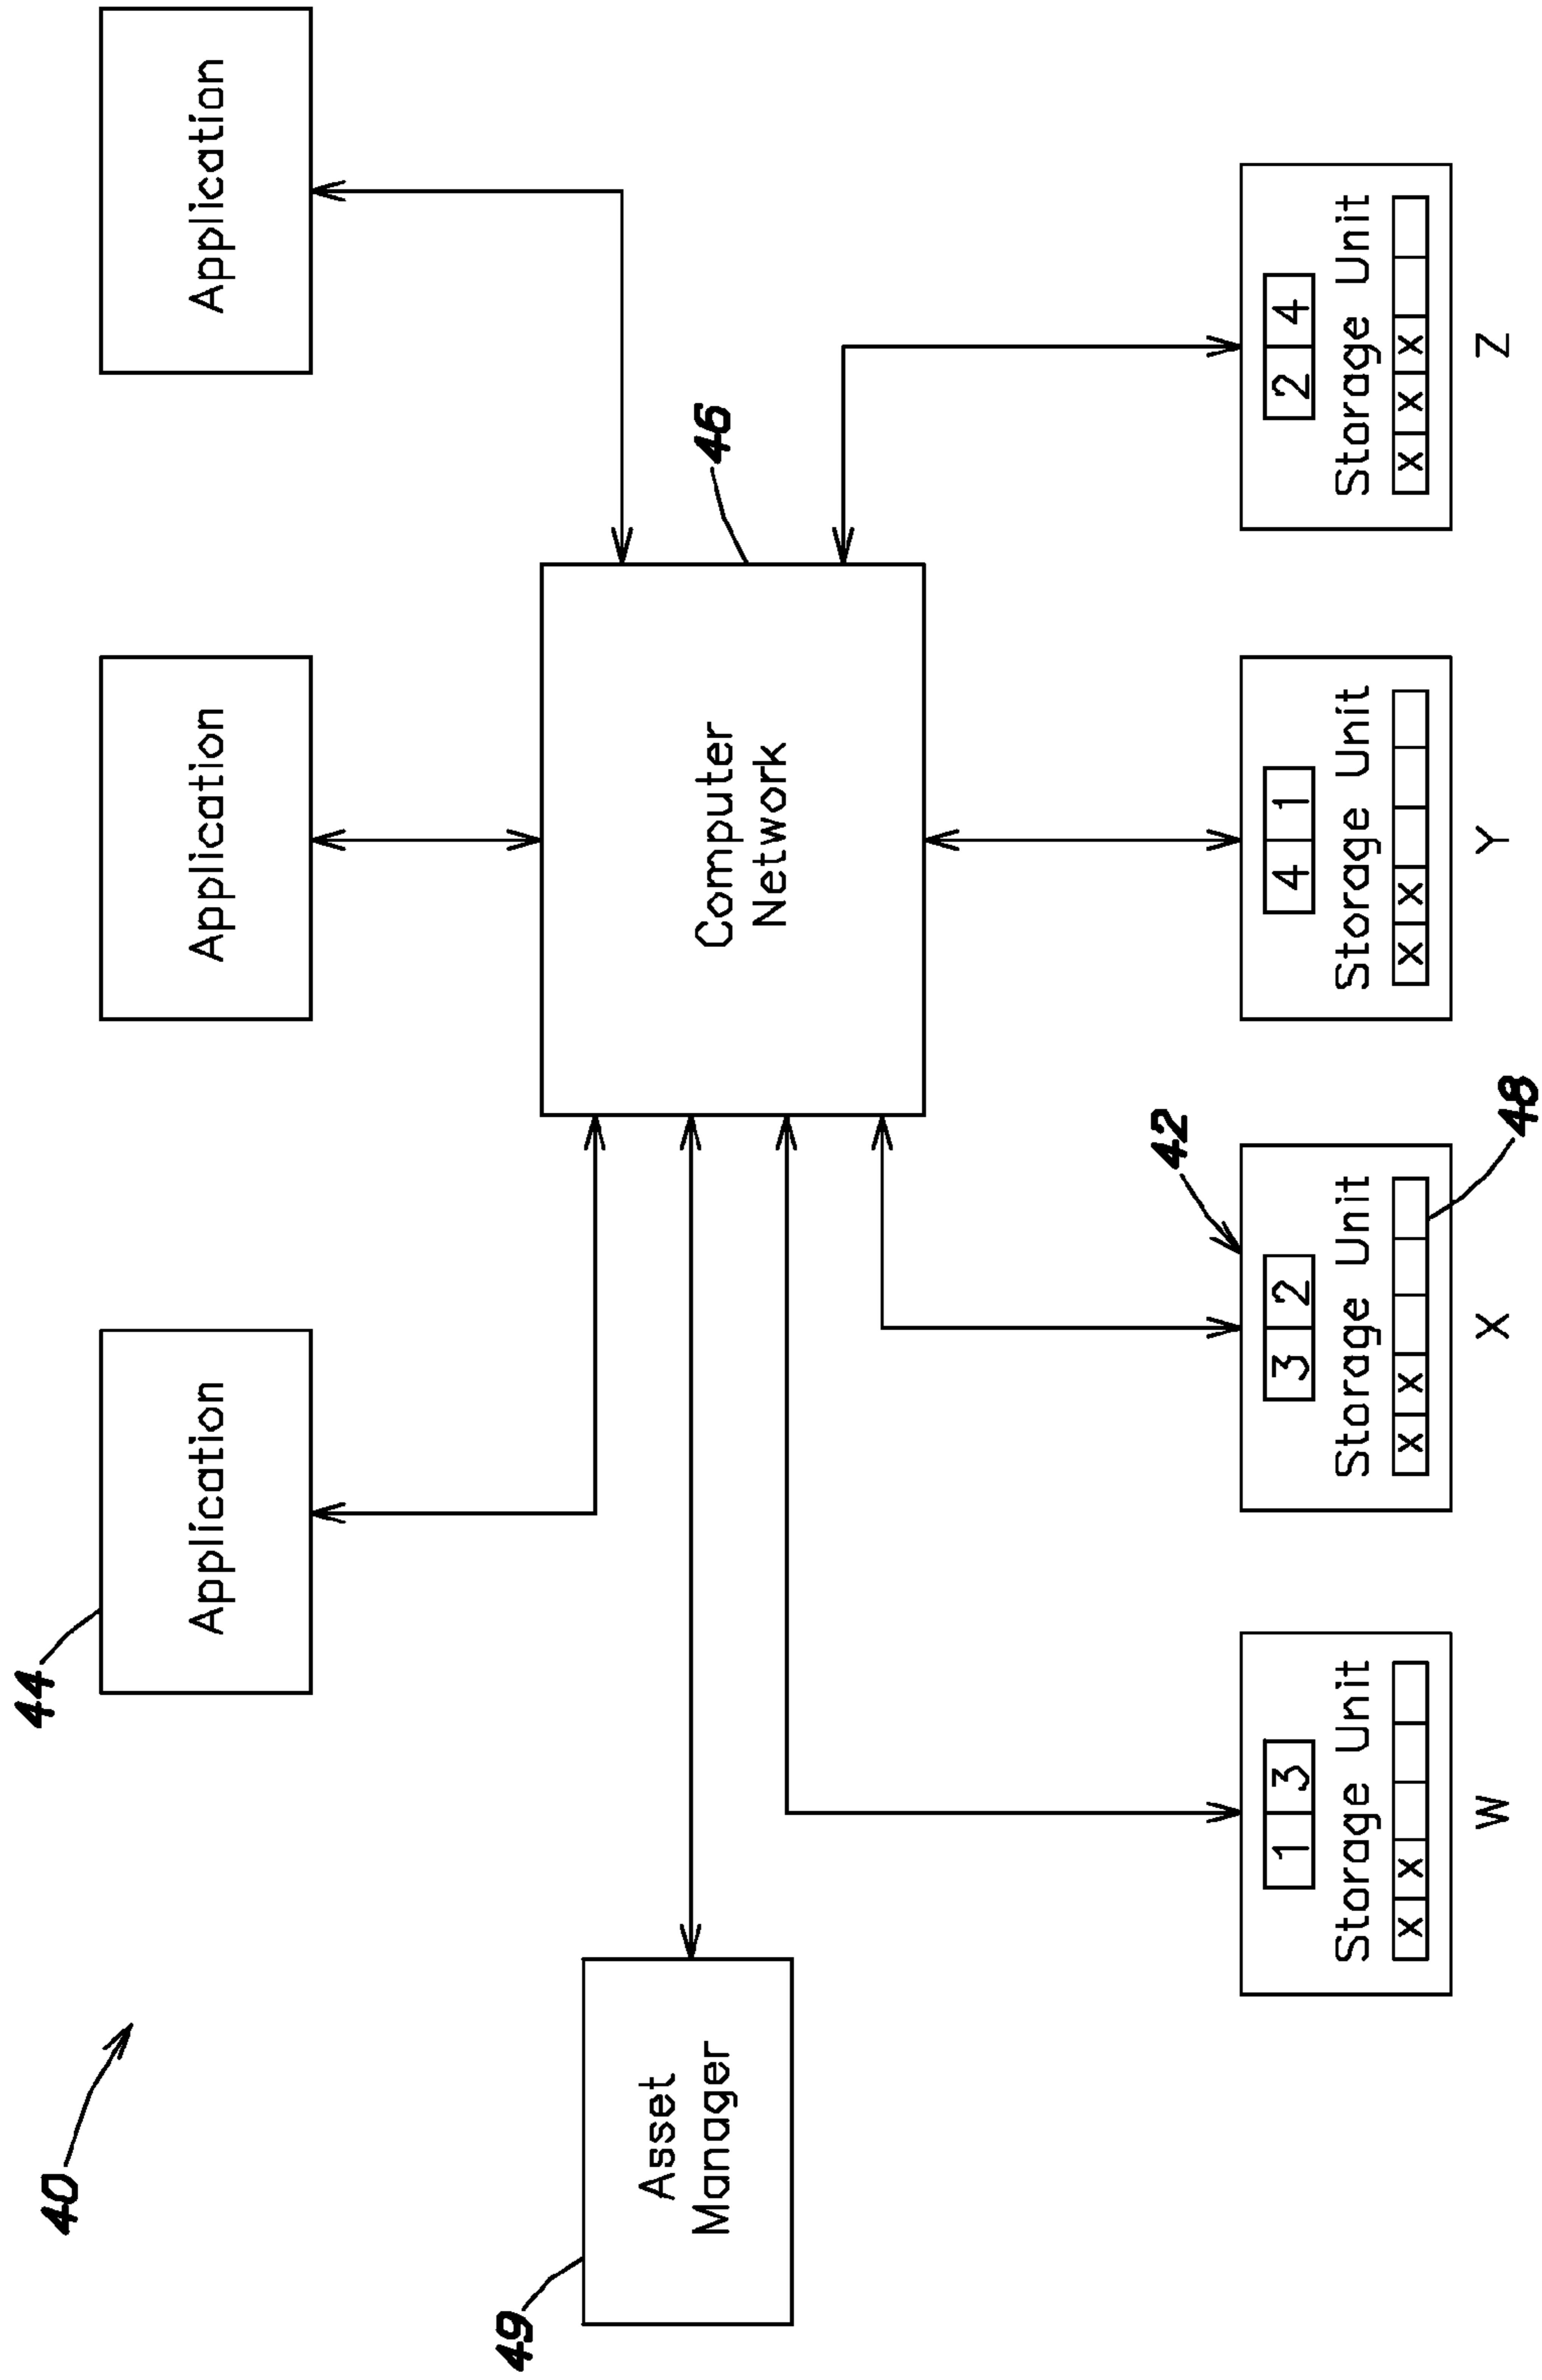 40
44
Application
Application
Application
49
Asset
Manager
Computer
Network
46
42
1 3
Storage Unit
x x
W
3 2
Storage Unit
x x
48
X
4 1
Storage Unit
x x
Y
2 4
Storage Unit
x x x
Z